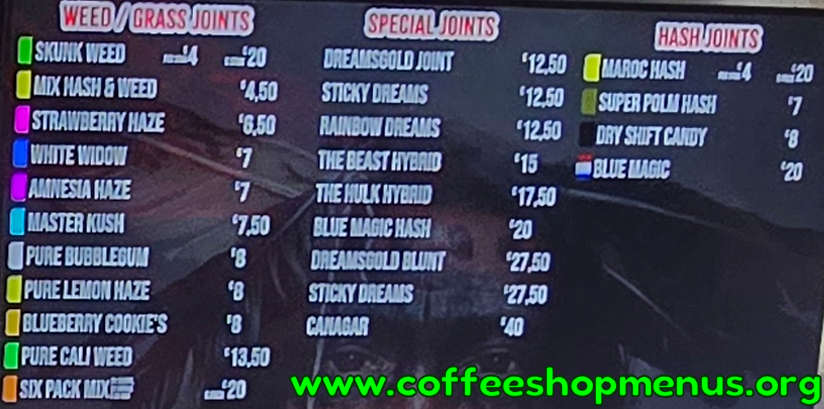 WEED / GRASS JOINTS
SKUNK WEED €4 €20
MIX HASH & WEED €4,50
STRAWBERRY HAZE €6,50
WHITE WIDOW €7
AMNESIA HAZE €7
MASTER KUSH €7,50
PURE BUBBLEGUM €8
PURE LEMON HAZE €8
BLUEBERRY COOKIE'S €8
PURE CALI WEED €13,50
SIX PACK MIX €20
SPECIAL JOINTS
DREAMSGOLD JOINT €12,50
STICKY DREAMS €12,50
RAINBOW DREAMS €12,50
THE BEAST HYBRID €15
THE HULK HYBRID €17,50
BLUE MAGIC HASH €20
DREAMSGOLD BLUNT €27,50
STICKY DREAMS €27,50
CANAGAR €40
HASH JOINTS
MAROC HASH €4 €20
SUPER POLM HASH €7
DRY SHIFT CANDY €8
BLUE MAGIC €20
www.coffeeshopmenus.org